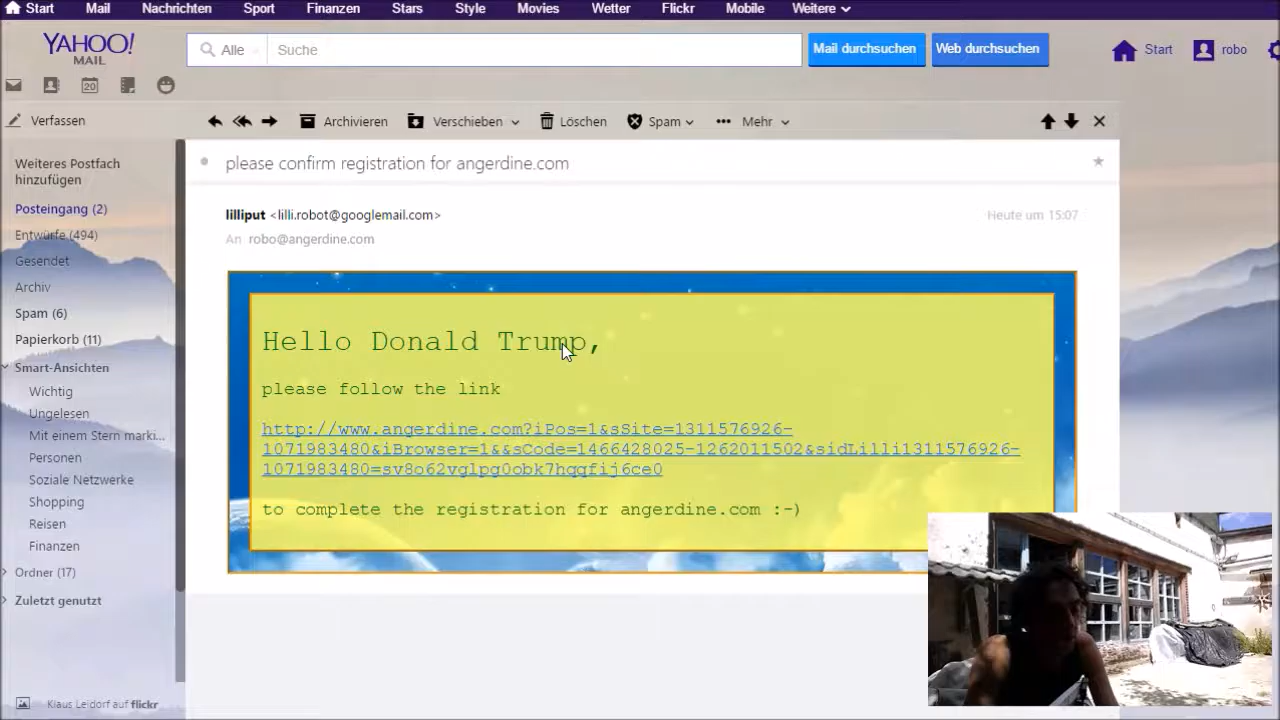 Start Mail Nachrichten Sport Finanzen Stars Style Movies Wetter Flickr Mobile Weitere
YAHOO!
MAIL
Alle Suche Mail durchsuchen Web durchsuchen Start robo
20
Verfassen
Archivieren Verschieben Löschen Spam Mehr
Weiteres Postfach
hinzufügen
Posteingang (2)
Entwürfe (494)
Gesendet
Archiv
Spam (6)
Papierkorb (11)
Smart-Ansichten
Wichtig
Ungelesen
Mit einem Stern marki...
Personen
Soziale Netzwerke
Shopping
Reisen
Finanzen
Ordner (17)
Zuletzt genutzt
Klaus Leidorf auf flickr
please confirm registration for angerdine.com
lilliput <lilli.robot@googlemail.com> Heute um 15:07
An robo@angerdine.com
Hello Donald Trump,
please follow the link
http://www.angerdine.com?iPos=1&sSite=1311576926-
1071983480&iBrowser=1&&sCode=1466428025-1262011502&sidLilli1311576926-
1071983480=sv8o62vglpg0obk7hqqfij6ce0
to complete the registration for angerdine.com :-)